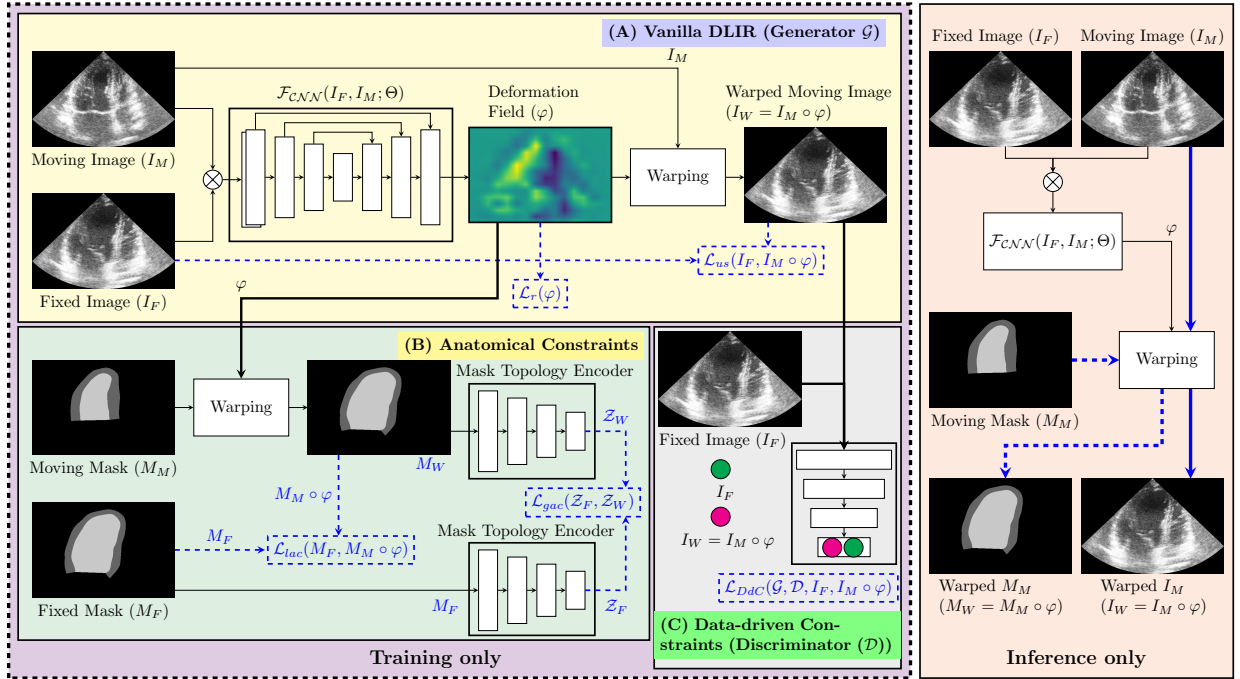 (A) Vanilla DLIR (Generator 𝒢)
I_M
ℱ_𝒞𝒩𝒩(I_F, I_M; Θ)
Deformation
Field (φ)
Warped Moving Image
(I_W = I_M ∘ φ)
Moving Image (I_M)
Warping
Fixed Image (I_F)
ℒ_us(I_F, I_M ∘ φ)
ℒ_r(φ)
φ
(B) Anatomical Constraints
Mask Topology Encoder
Warping
Moving Mask (M_M)
M_W
𝒵_W
M_M ∘ φ
ℒ_gac(𝒵_F, 𝒵_W)
Mask Topology Encoder
M_F
ℒ_lac(M_F, M_M ∘ φ)
Fixed Mask (M_F)
M_F
𝒵_F
Fixed Image (I_F)
I_F
I_W = I_M ∘ φ
ℒ_DdC(𝒢, 𝒟, I_F, I_M ∘ φ)
(C) Data-driven Con-
straints (Discriminator (𝒟))
Training only
Fixed Image (I_F)
Moving Image (I_M)
ℱ_𝒞𝒩𝒩(I_F, I_M; Θ)
φ
Warping
Moving Mask (M_M)
Warped M_M
(M_W = M_M ∘ φ)
Warped I_M
(I_W = I_M ∘ φ)
Inference only